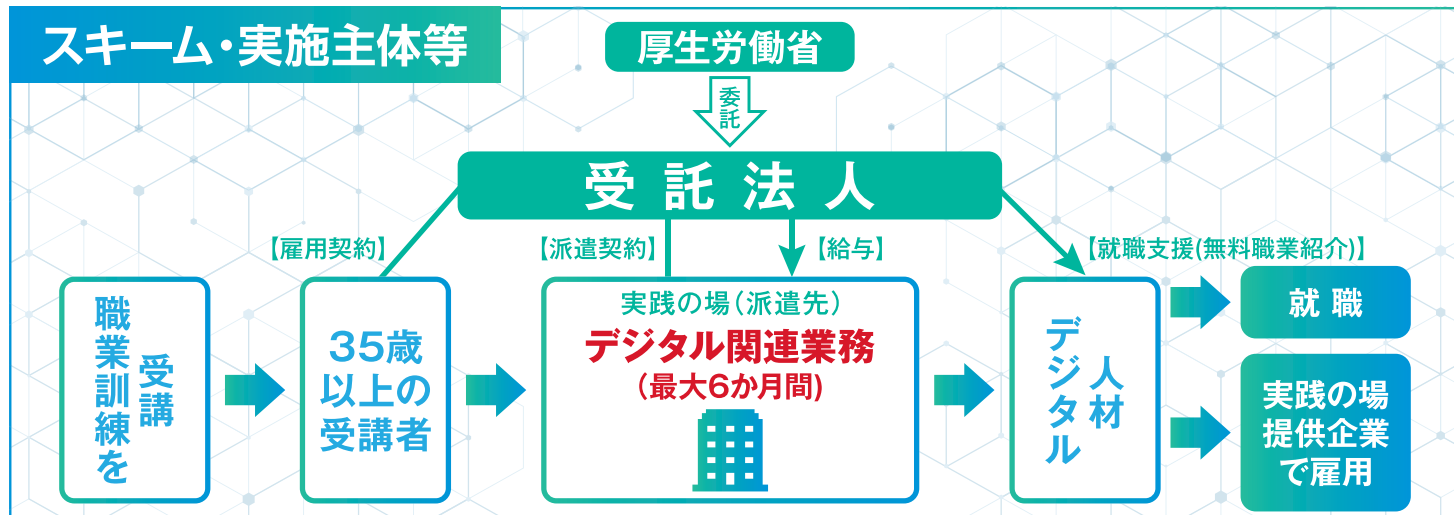 スキーム・実施主体等
厚生労働省
委託
受託法人
【雇用契約】
【派遣契約】
【給与】
【就職支援(無料職業紹介)】
職業訓練を
受講
35歳
以上の
受講者
実践の場(派遣先)
デジタル関連業務
(最大6か月間)
デジタル
人材
就職
実践の場
提供企業
で雇用